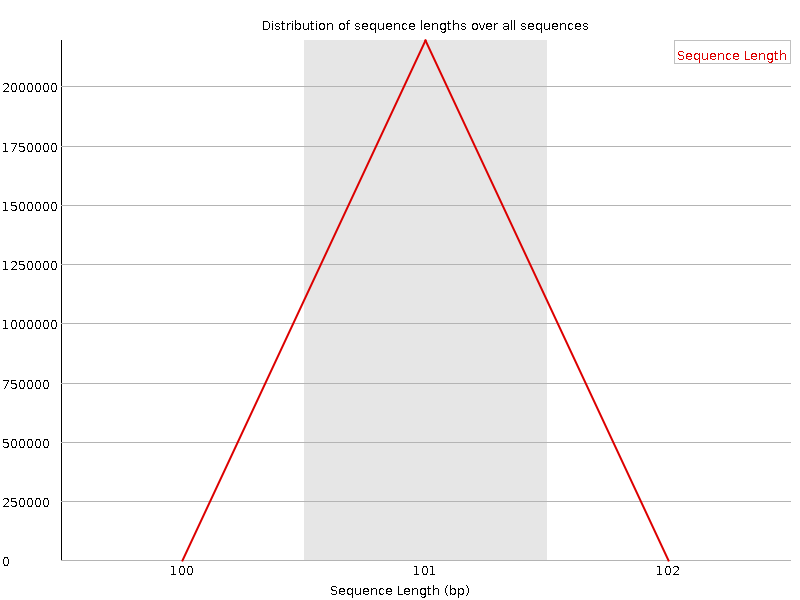 Distribution of sequence lengths over all sequences
Sequence Length
2000000
1750000
1500000
1250000
1000000
750000
500000
250000
0
100 101 102
Sequence Length (bp)